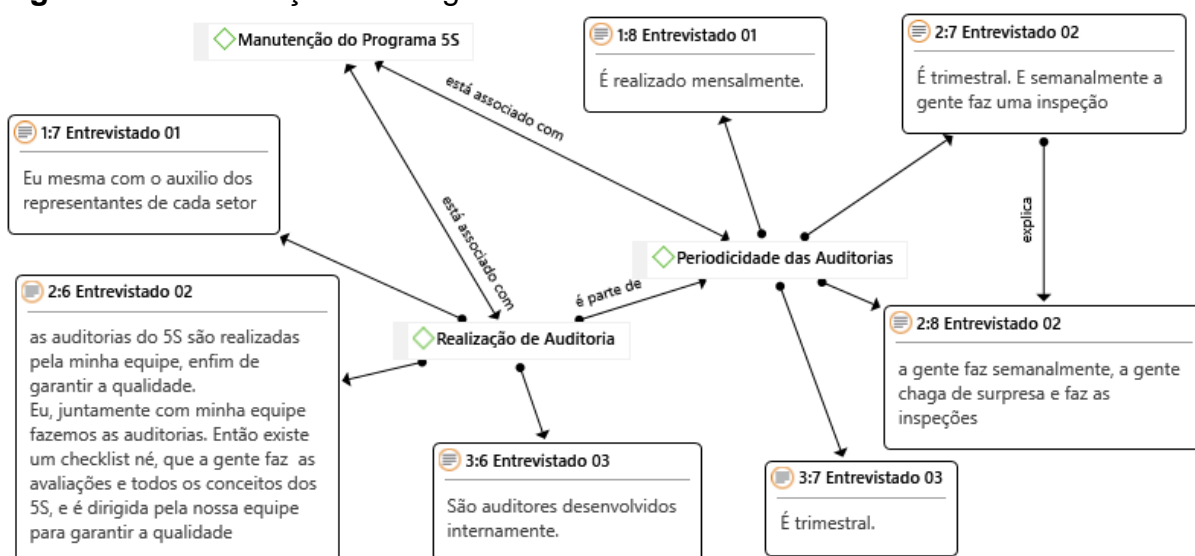 Manutenção do Programa 5S
1:8 Entrevistado 01
É realizado mensalmente.
2:7 Entrevistado 02
É trimestral. E semanalmente a
gente faz uma inspeção
está associado com
1:7 Entrevistado 01
Eu mesma com o auxilio dos
representantes de cada setor
está associado com
explica
Periodicidade das Auditorias
é parte de
2:6 Entrevistado 02
as auditorias do 5S são realizadas
pela minha equipe, enfim de
garantir a qualidade.
Eu, juntamente com minha equipe
fazemos as auditorias. Então existe
um checklist né, que a gente faz as
avaliações e todos os conceitos dos
5S, e é dirigida pela nossa equipe
para garantir a qualidade
Realização de Auditoria
2:8 Entrevistado 02
a gente faz semanalmente, a gente
chaga de surpresa e faz as
inspeções
3:6 Entrevistado 03
São auditores desenvolvidos
internamente.
3:7 Entrevistado 03
É trimestral.